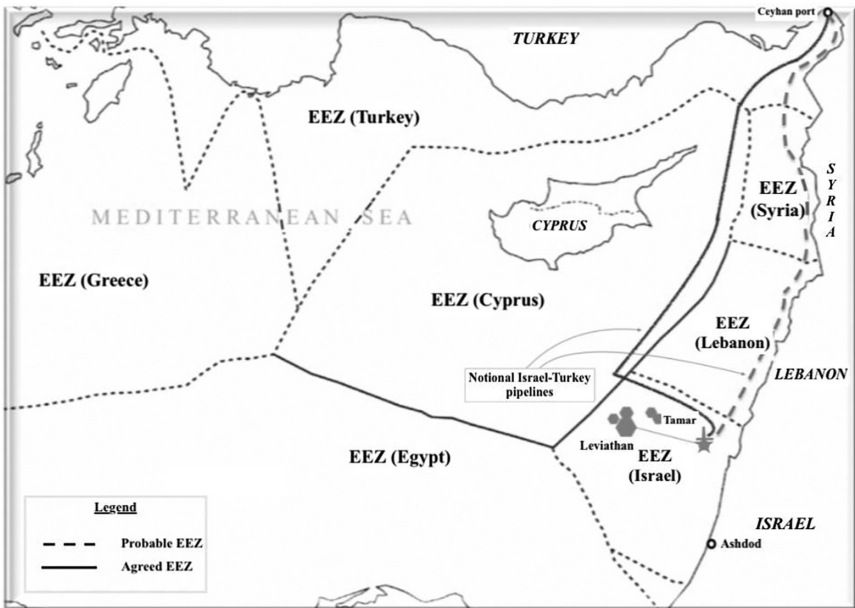 Ceyhan port
TURKEY
EEZ (Turkey)
EEZ
(Syria)
S
Y
R
I
A
MEDITERRANEAN SEA
CYPRUS
EEZ (Greece)
EEZ (Cyprus)
EEZ
(Lebanon)
Notional Israel-Turkey
pipelines
LEBANON
Tamar
Leviathan
EEZ
(Israel)
EEZ (Egypt)
Legend
Probable EEZ
Agreed EEZ
ISRAEL
Ashdod